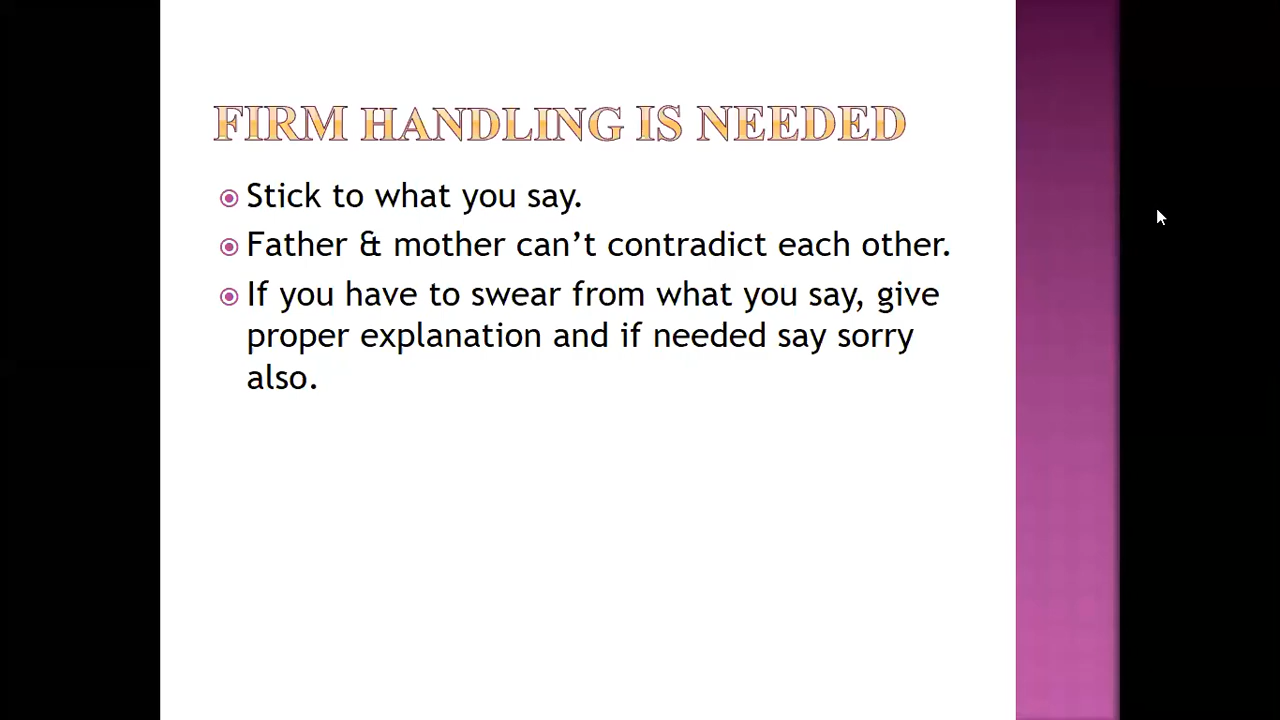 FIRM HANDLING IS NEEDED
Stick to what you say.
Father & mother can’t contradict each other.
If you have to swear from what you say, give
proper explanation and if needed say sorry
also.